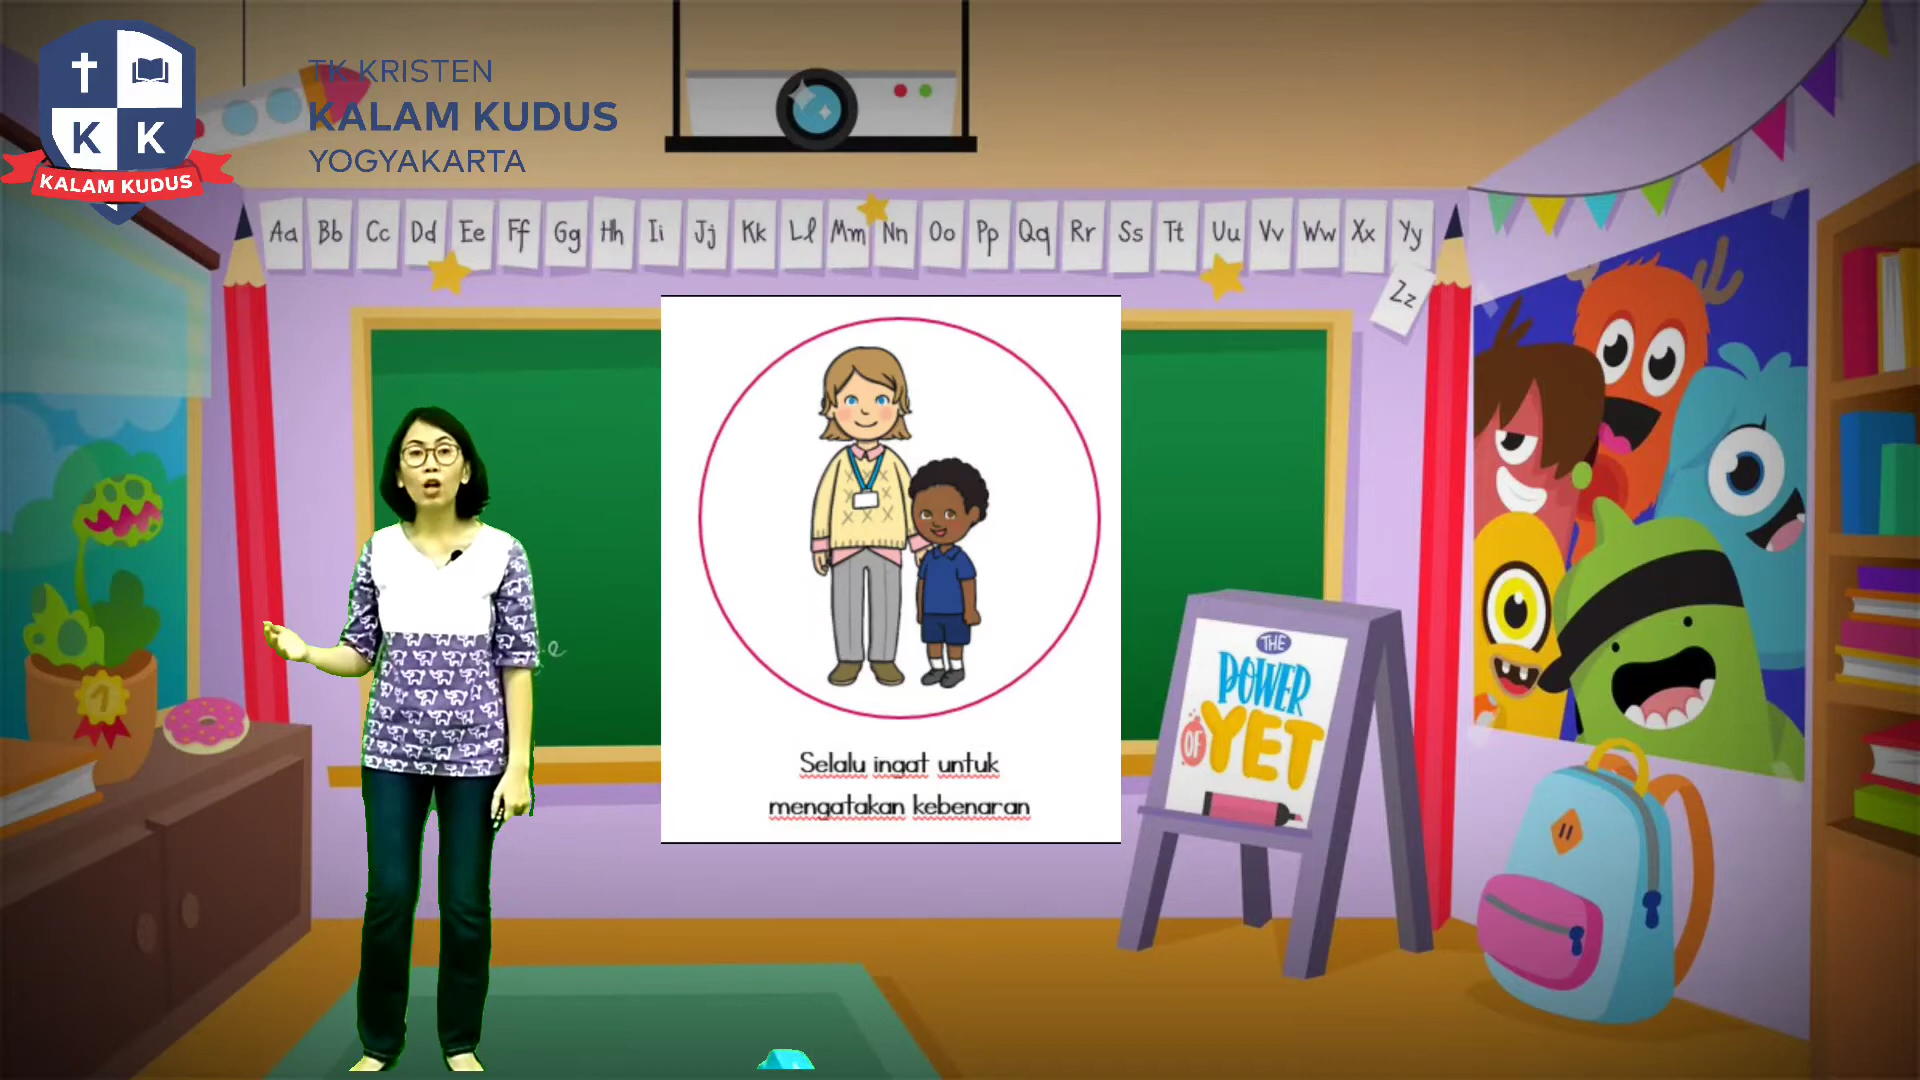 TK KRISTEN
KALAM KUDUS
YOGYAKARTA
K K
KALAM KUDUS
Aa Bb Cc Dd Ee Ff Gg Hh Ii Jj Kk Ll Mm Nn Oo Pp Qq Rr Ss Tt Uu Vv Ww Xx Yy
Zz
Selalu ingat untuk
mengatakan kebenaran
THE
POWER
OF YET
1